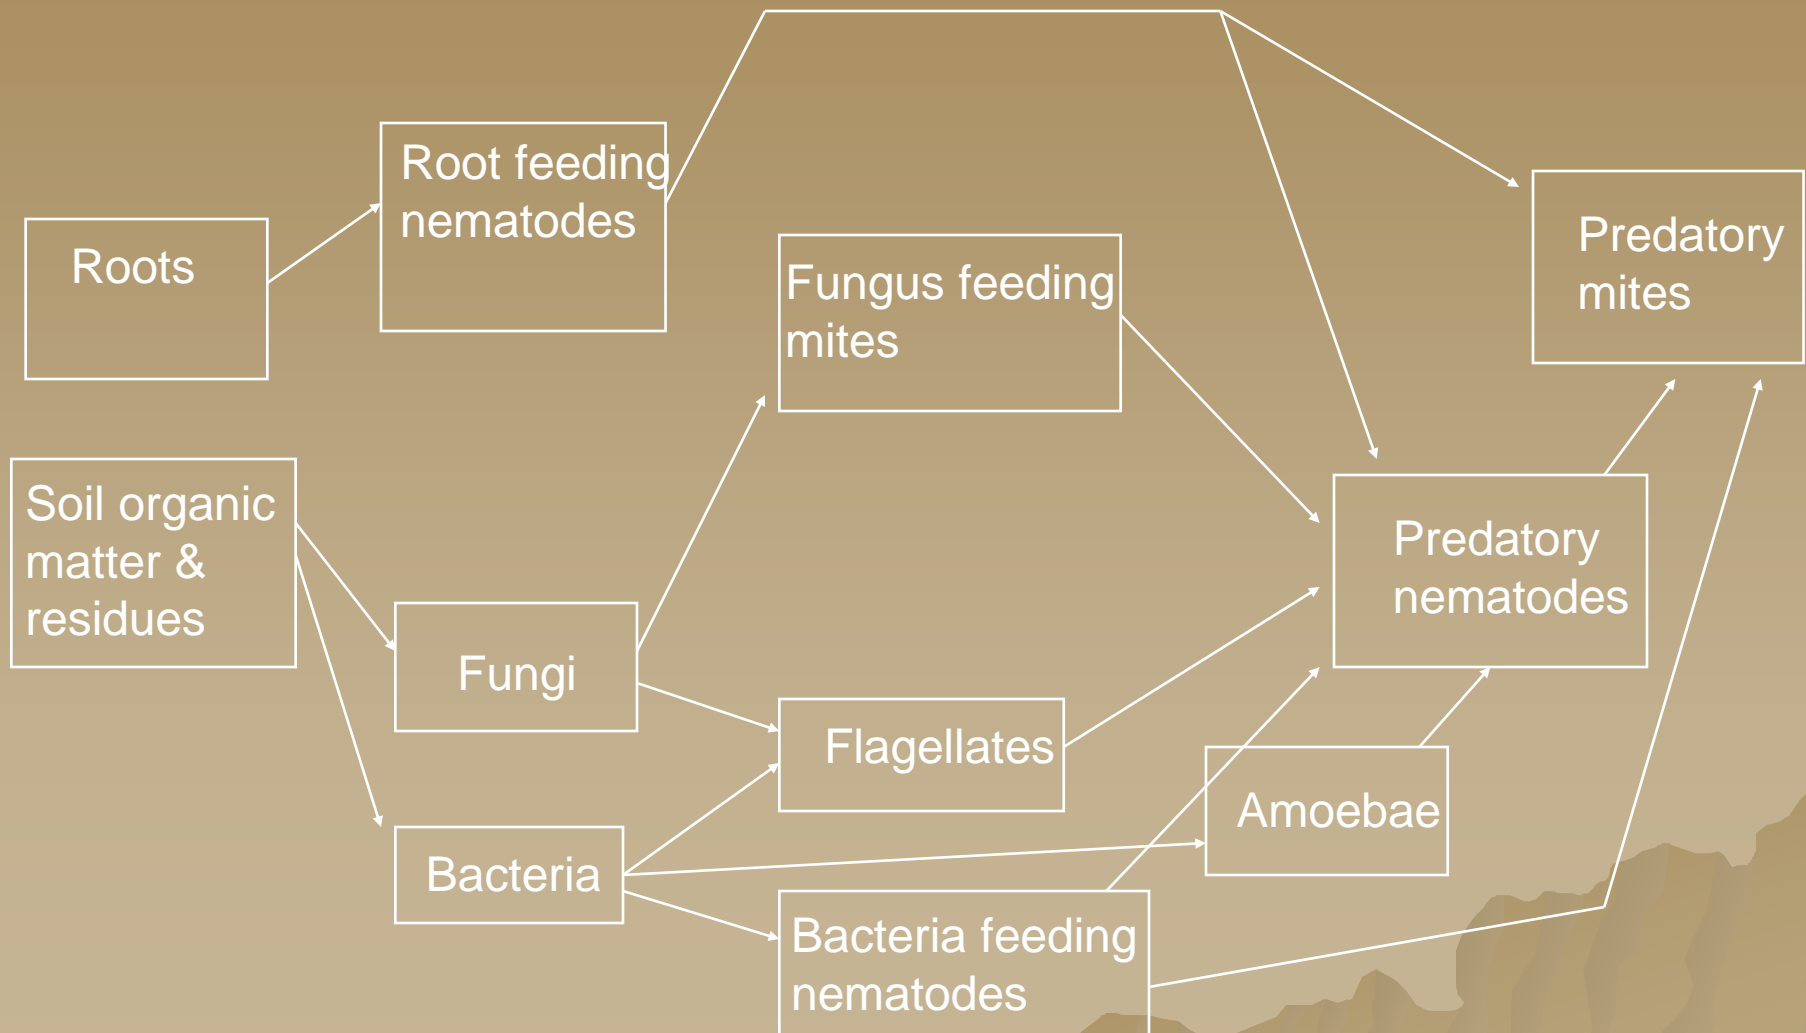 Root feeding
nematodes
Roots
Predatory
mites
Fungus feeding
mites
Soil organic
matter &
residues
Predatory
nematodes
Fungi
Flagellates
Amoebae
Bacteria
Bacteria feeding
nematodes